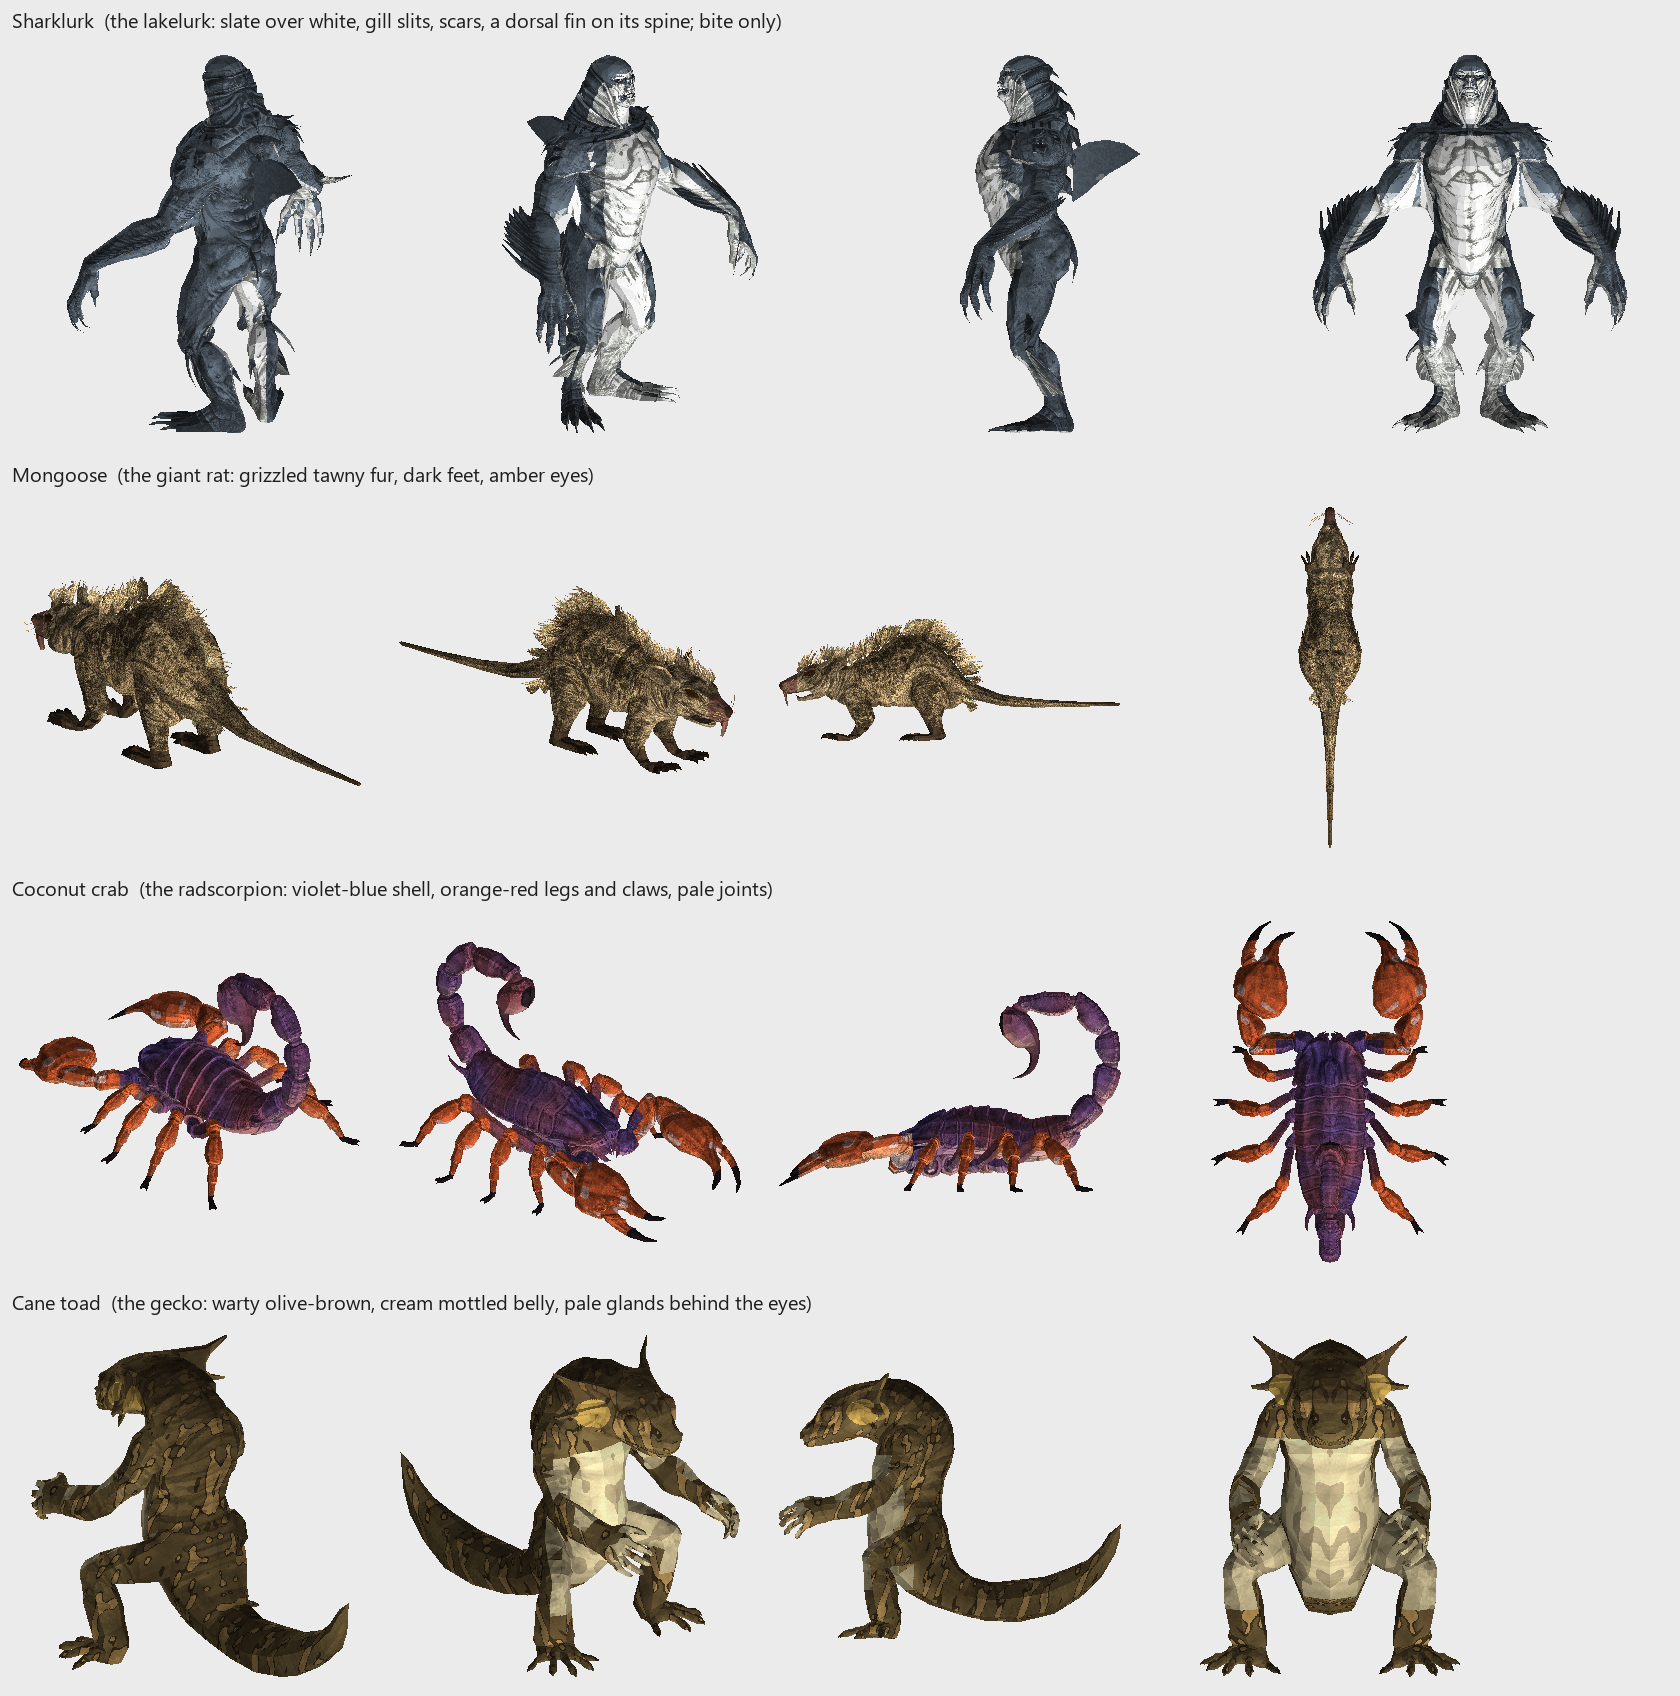 Sharklurk  (the lakelurk: slate over white, gill slits, scars, a dorsal fin on its spine; bite only)
Mongoose  (the giant rat: grizzled tawny fur, dark feet, amber eyes)
Coconut crab  (the radscorpion: violet-blue shell, orange-red legs and claws, pale joints)
Cane toad  (the gecko: warty olive-brown, cream mottled belly, pale glands behind the eyes)